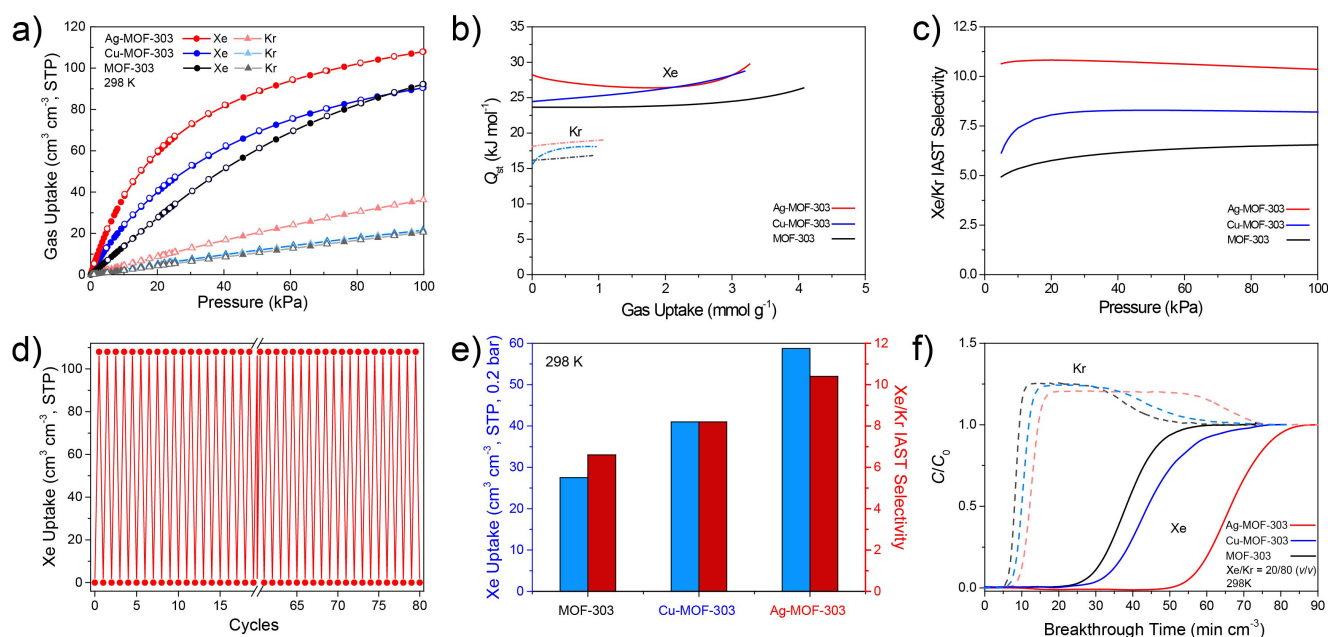 a)
Ag-MOF-303 Xe Kr
Cu-MOF-303 Xe Kr
MOF-303 Xe Kr
298 K
Gas Uptake (cm³ cm⁻³, STP)
120
100
80
60
40
20
0
0 20 40 60 80 100
Pressure (kPa)
b)
Qst (kJ mol⁻¹)
40
35
30
25
20
15
10
5
0
Xe
Kr
Ag-MOF-303
Cu-MOF-303
MOF-303
0 1 2 3 4 5
Gas Uptake (mmol g⁻¹)
c)
Xe/Kr IAST Selectivity
12.5
10.0
7.5
5.0
2.5
0.0
Ag-MOF-303
Cu-MOF-303
MOF-303
0 20 40 60 80 100
Pressure (kPa)
d)
Xe Uptake (cm³ cm⁻³, STP)
100
80
60
40
20
0
0 5 10 15 65 70 75 80
Cycles
e)
298 K
Xe Uptake (cm³ cm⁻³, STP, 0.2 bar)
60
50
40
30
20
10
0
Xe/Kr IAST Selectivity
12
10
8
6
4
2
0
MOF-303 Cu-MOF-303 Ag-MOF-303
f)
C/C₀
1.5
1.0
0.5
0.0
Kr
Xe
Ag-MOF-303
Cu-MOF-303
MOF-303
Xe/Kr = 20/80 (v/v)
298K
0 10 20 30 40 50 60 70 80 90
Breakthrough Time (min cm⁻³)